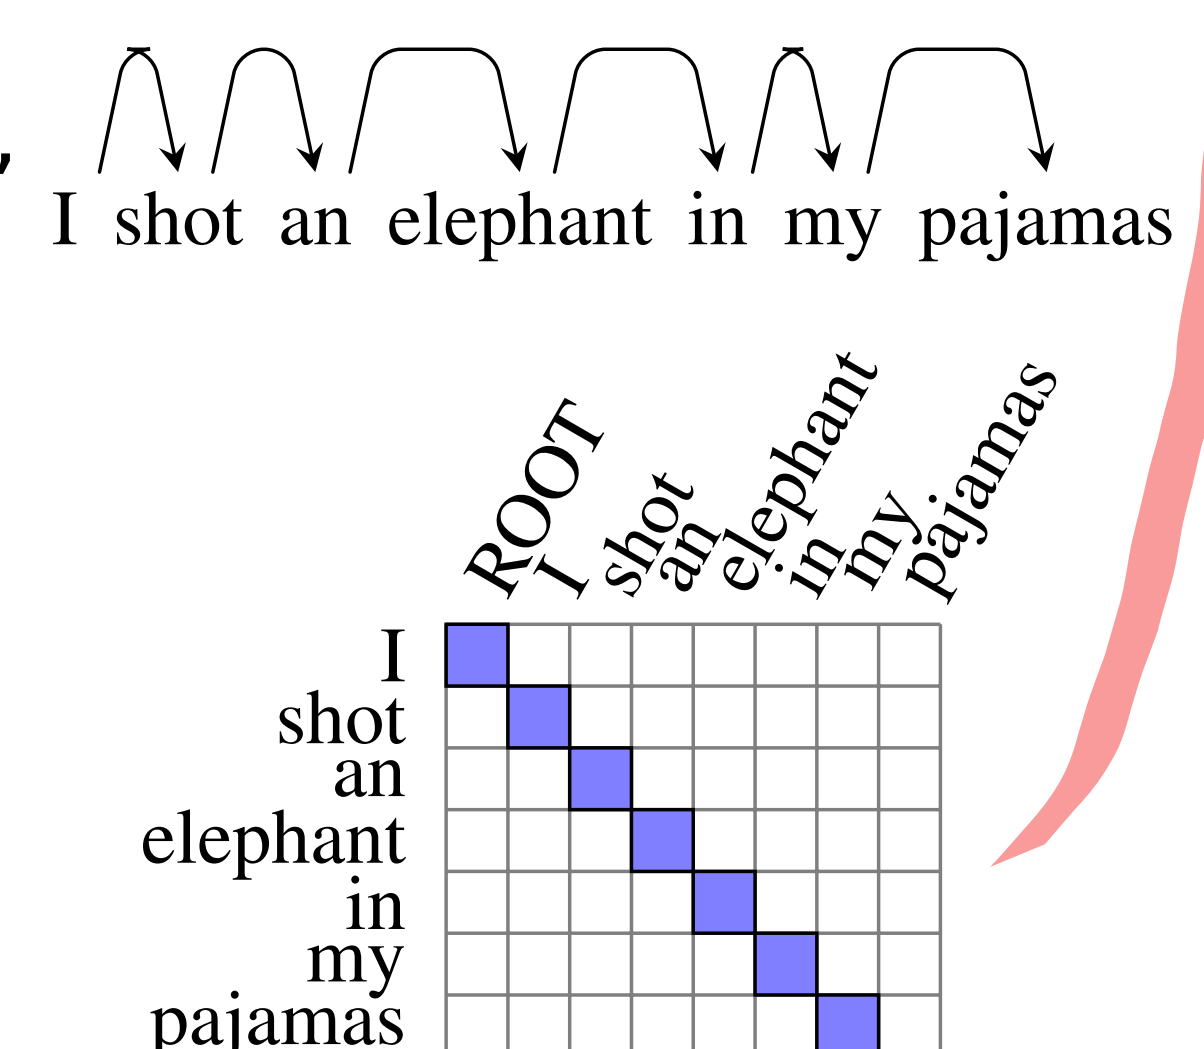 , I shot an elephant in my pajamas
ROOT I shot an elephant in my pajamas
I
shot
an
elephant
in
my
pajamas